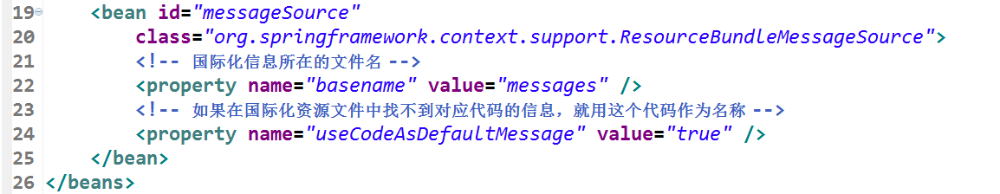 19 <bean id="messageSource"
20 class="org.springframework.context.support.ResourceBundleMessageSource">
21 <!-- 国际化信息所在的文件名 -->
22 <property name="basename" value="messages" />
23 <!-- 如果在国际化资源文件中找不到对应代码的信息，就用这个代码作为名称 -->
24 <property name="useCodeAsDefaultMessage" value="true" />
25 </bean>
26 </beans>